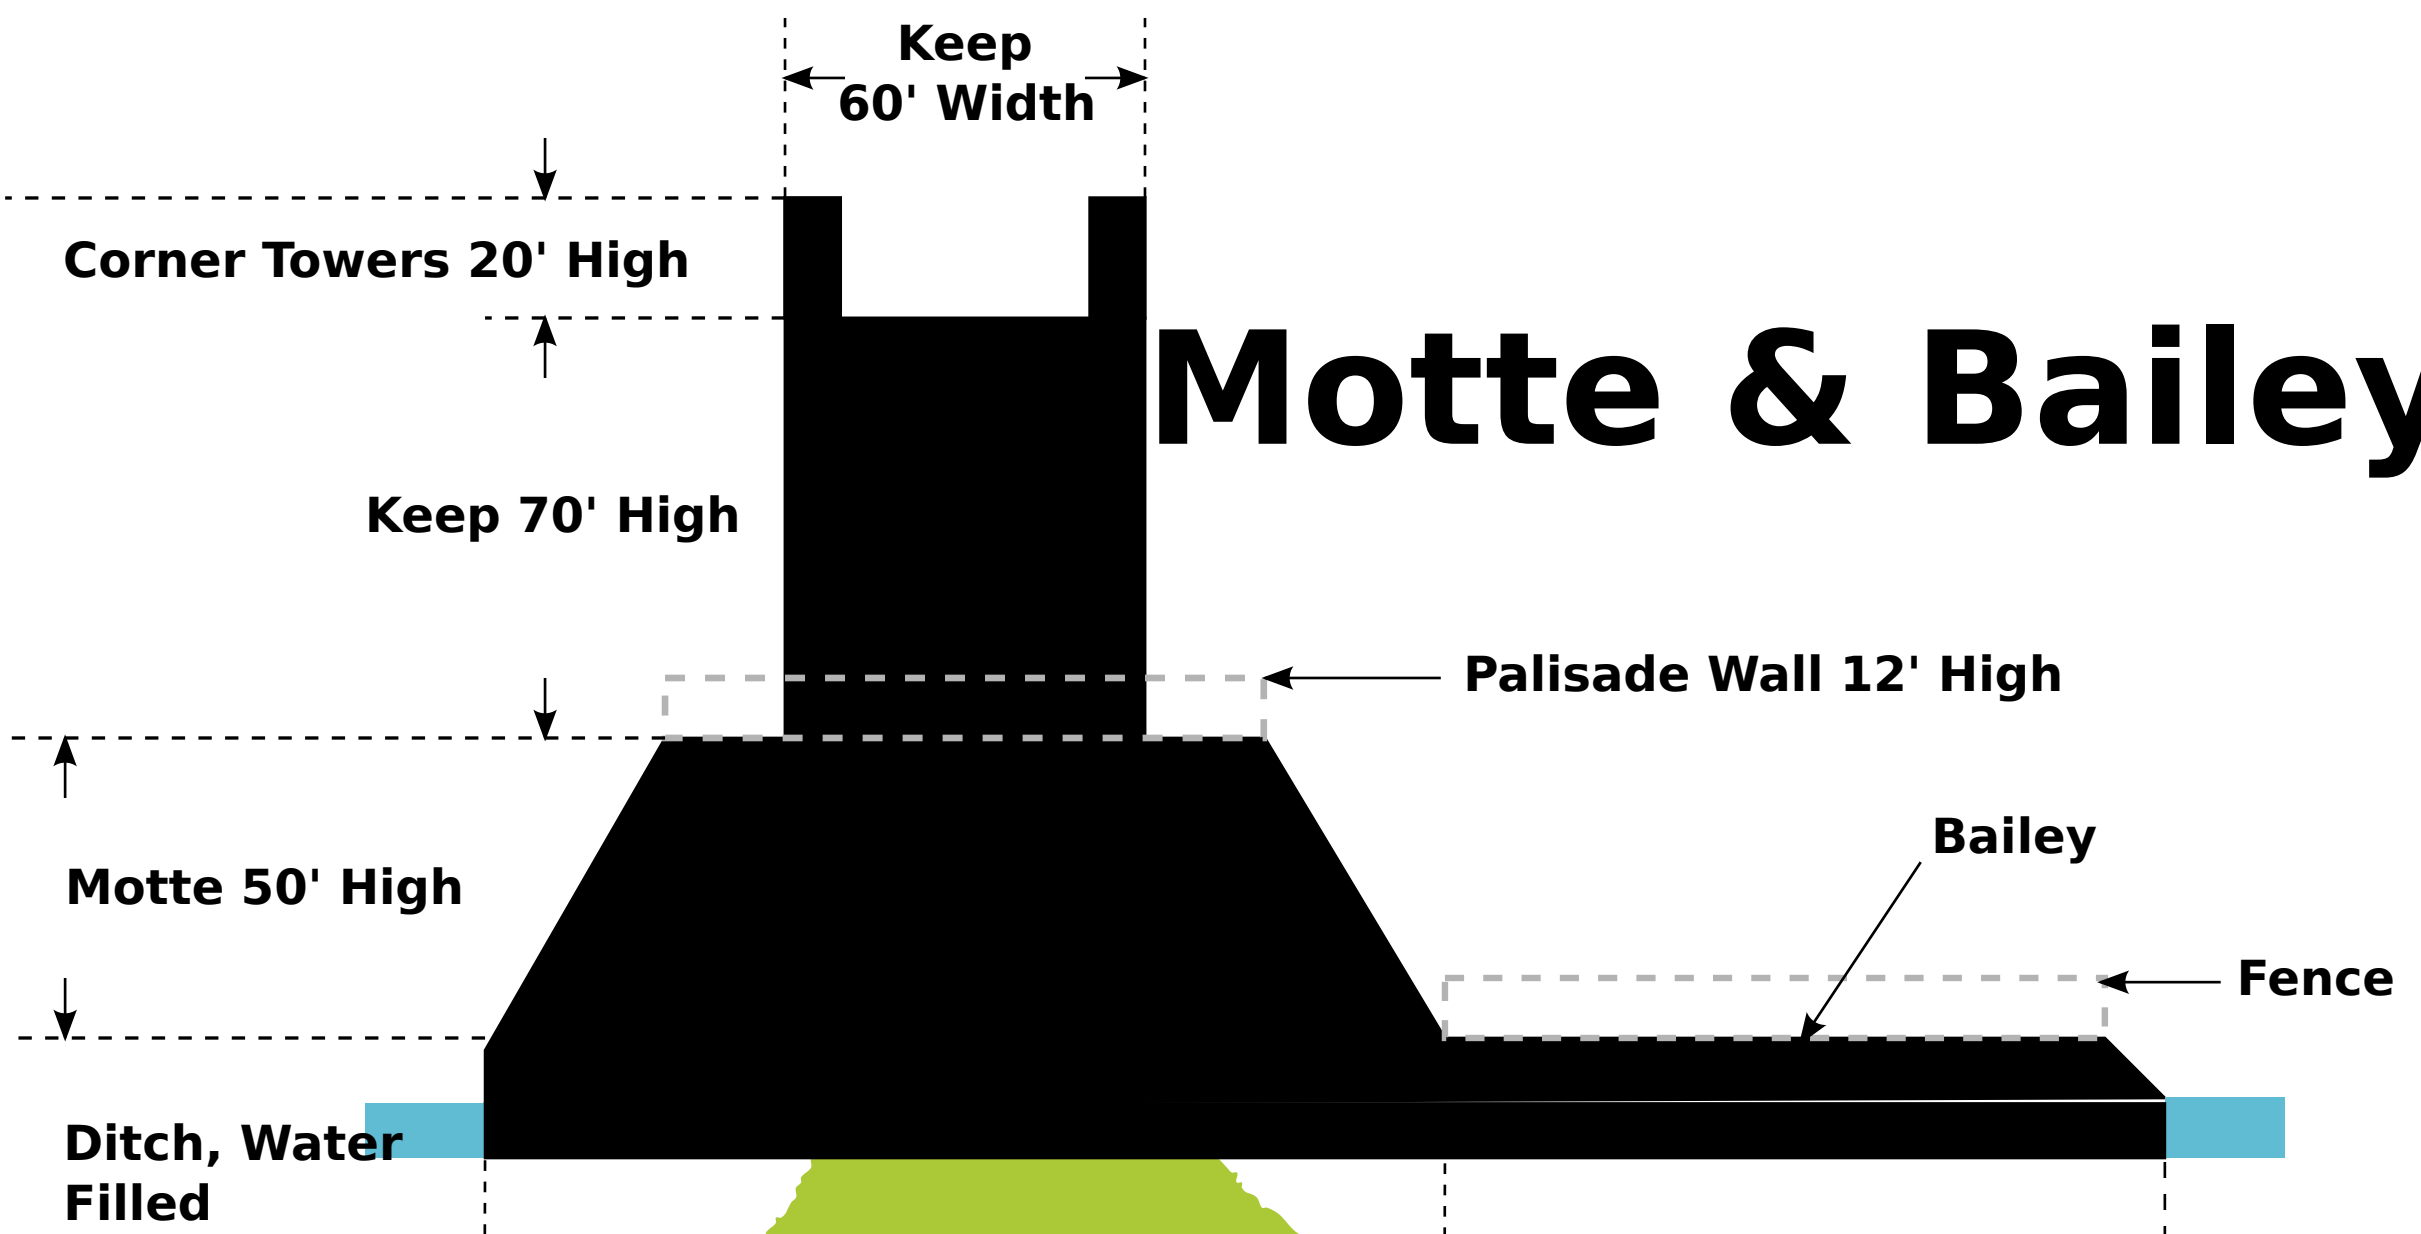 Keep
60' Width
Corner Towers 20' High
Motte & Bailey
Keep 70' High
Palisade Wall 12' High
Bailey
Motte 50' High
Fence
Ditch, Water
Filled